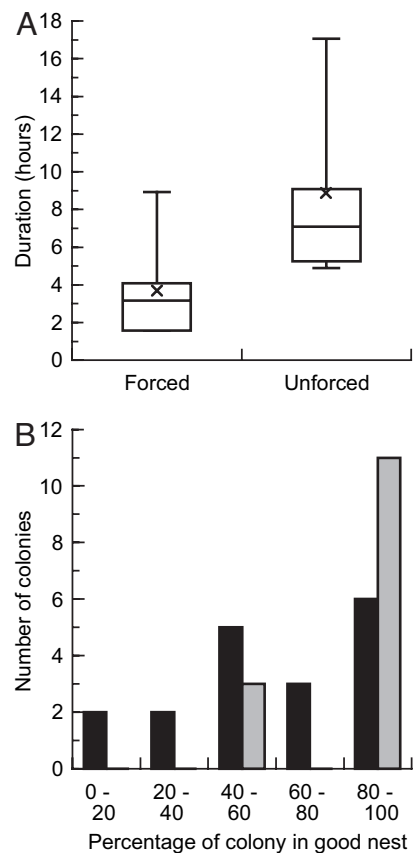 A
18
16
14
12
10
8
6
4
2
0
Duration (hours)
Forced Unforced
B
12
10
8
6
4
2
0
Number of colonies
0 - 20 - 40 - 60 - 80 -
20 40 60 80 100
Percentage of colony in good nest